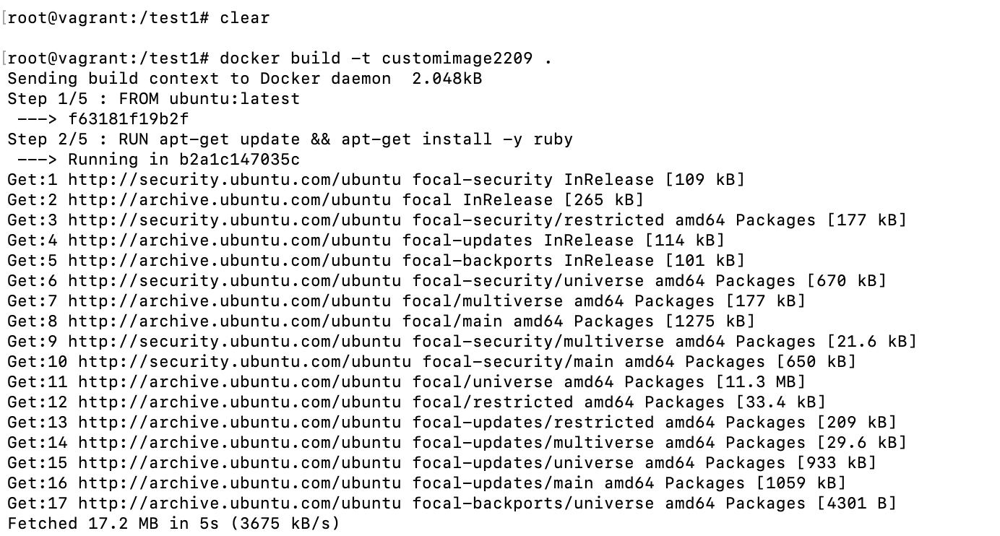 [root@vagrant:/test1# clear
[root@vagrant:/test1# docker build -t customimage2209 .
Sending build context to Docker daemon  2.048kB
Step 1/5 : FROM ubuntu:latest
 ---> f63181f19b2f
Step 2/5 : RUN apt-get update && apt-get install -y ruby
 ---> Running in b2a1c147035c
Get:1 http://security.ubuntu.com/ubuntu focal-security InRelease [109 kB]
Get:2 http://archive.ubuntu.com/ubuntu focal InRelease [265 kB]
Get:3 http://security.ubuntu.com/ubuntu focal-security/restricted amd64 Packages [177 kB]
Get:4 http://archive.ubuntu.com/ubuntu focal-updates InRelease [114 kB]
Get:5 http://archive.ubuntu.com/ubuntu focal-backports InRelease [101 kB]
Get:6 http://security.ubuntu.com/ubuntu focal-security/universe amd64 Packages [670 kB]
Get:7 http://archive.ubuntu.com/ubuntu focal/multiverse amd64 Packages [177 kB]
Get:8 http://archive.ubuntu.com/ubuntu focal/main amd64 Packages [1275 kB]
Get:9 http://security.ubuntu.com/ubuntu focal-security/multiverse amd64 Packages [21.6 kB]
Get:10 http://security.ubuntu.com/ubuntu focal-security/main amd64 Packages [650 kB]
Get:11 http://archive.ubuntu.com/ubuntu focal/universe amd64 Packages [11.3 MB]
Get:12 http://archive.ubuntu.com/ubuntu focal/restricted amd64 Packages [33.4 kB]
Get:13 http://archive.ubuntu.com/ubuntu focal-updates/restricted amd64 Packages [209 kB]
Get:14 http://archive.ubuntu.com/ubuntu focal-updates/multiverse amd64 Packages [29.6 kB]
Get:15 http://archive.ubuntu.com/ubuntu focal-updates/universe amd64 Packages [933 kB]
Get:16 http://archive.ubuntu.com/ubuntu focal-updates/main amd64 Packages [1059 kB]
Get:17 http://archive.ubuntu.com/ubuntu focal-backports/universe amd64 Packages [4301 B]
Fetched 17.2 MB in 5s (3675 kB/s)